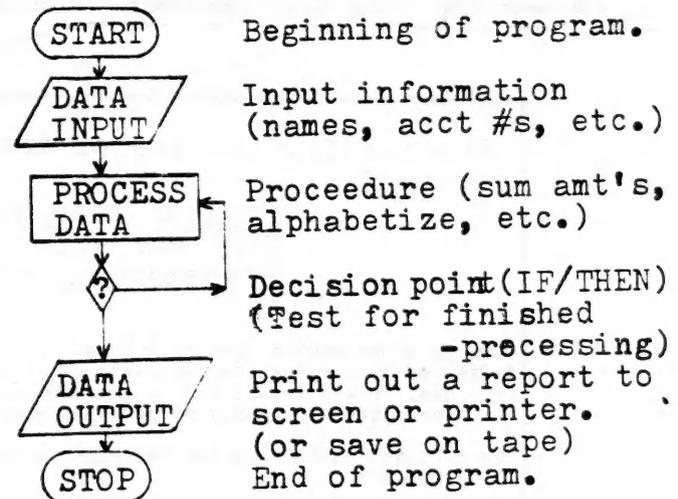 START Beginning of program.
DATA Input information
INPUT (names, acct #s, etc.)
PROCESS Proceedure (sum amt's,
DATA alphabetize, etc.)
? Decision point(IF/THEN)
(Test for finished
-processing)
DATA Print out a report to
OUTPUT screen or printer.
(or save on tape)
STOP End of program.